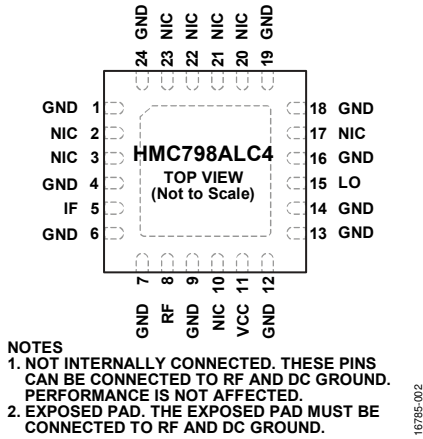 24 GND
23 NIC
22 NIC
21 NIC
20 NIC
19 GND
GND 1
NIC 2
NIC 3
GND 4
IF 5
GND 6
HMC798ALC4
TOP VIEW
(Not to Scale)
18 GND
17 NIC
16 GND
15 LO
14 GND
13 GND
GND 7
RF 8
GND 9
NIC 10
VCC 11
GND 12
NOTES
1. NOT INTERNALLY CONNECTED. THESE PINS
CAN BE CONNECTED TO RF AND DC GROUND.
PERFORMANCE IS NOT AFFECTED.
2. EXPOSED PAD. THE EXPOSED PAD MUST BE
CONNECTED TO RF AND DC GROUND.
16785-002